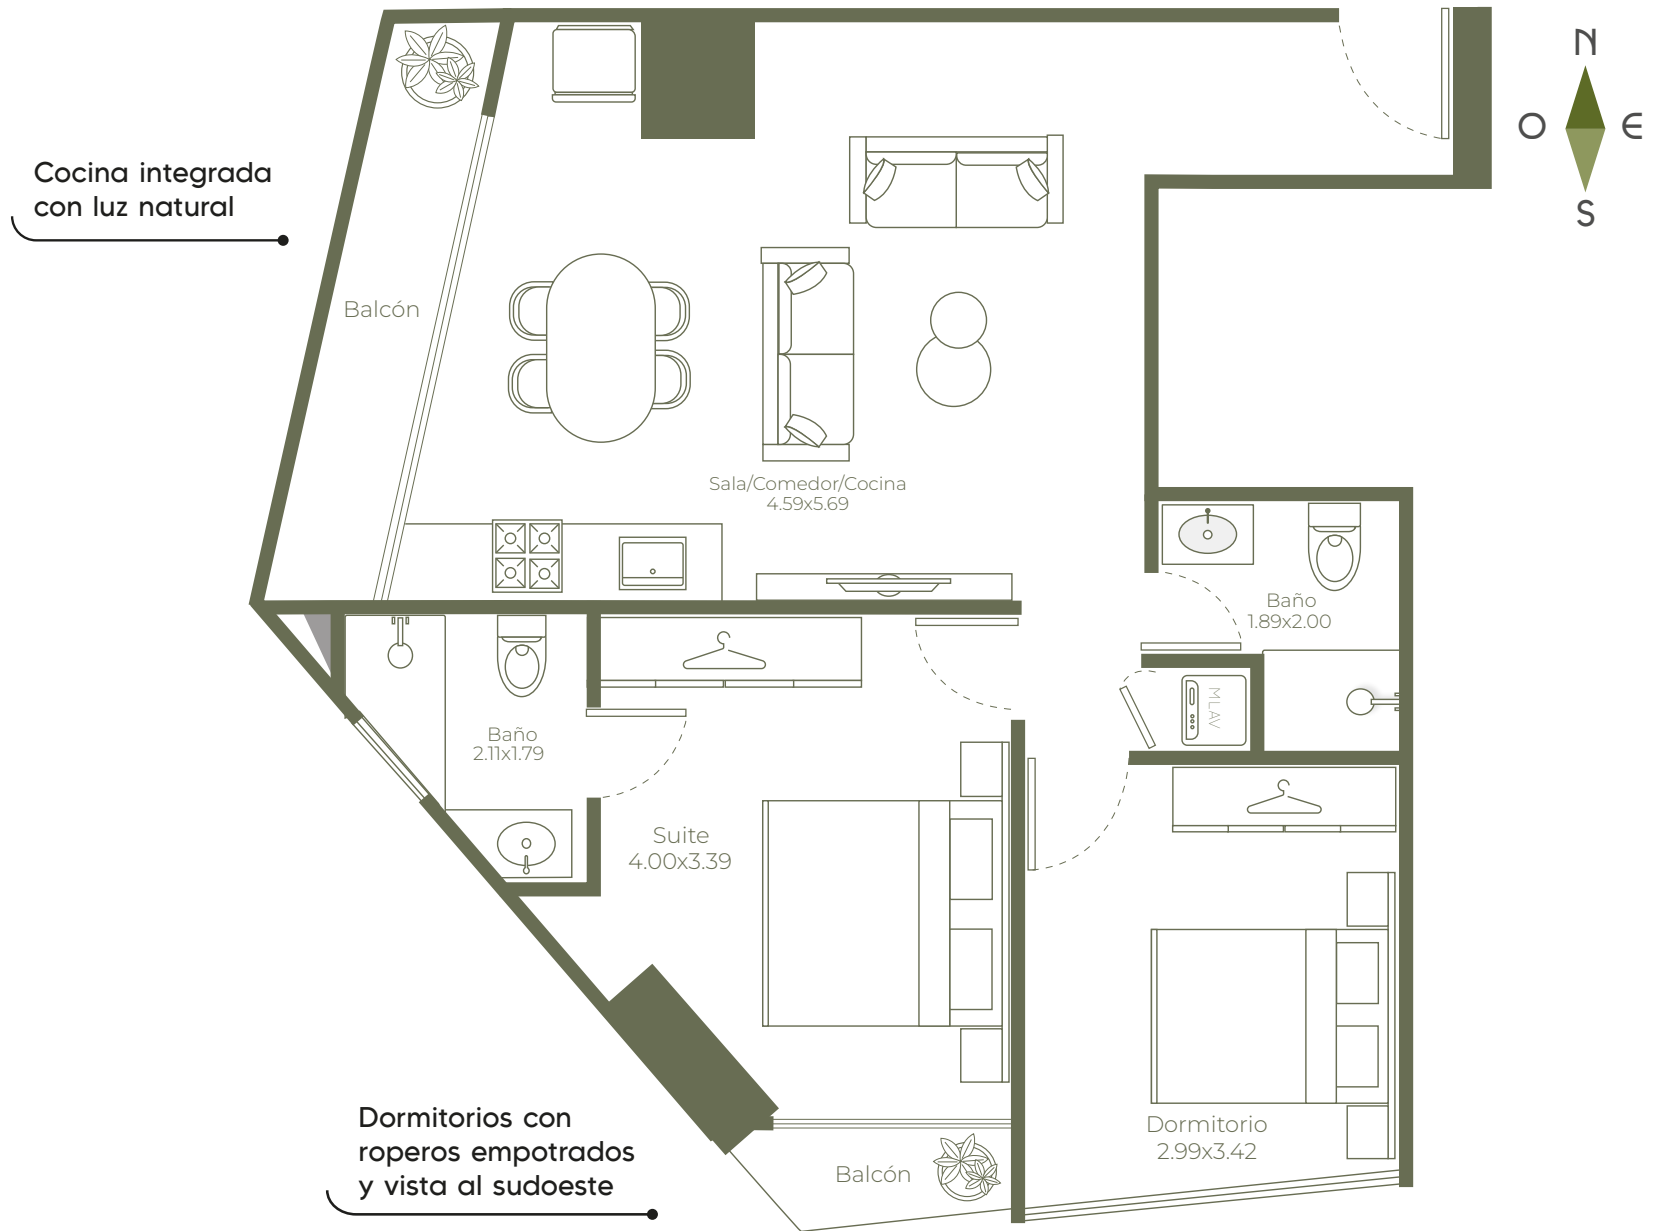 N
O
E
S
Cocina integrada
con luz natural
Balcón
Sala/Comedor/Cocina
4.59x5.69
Baño
1.89x2.00
MLAV
Baño
2.11x1.79
Suite
4.00x3.39
Dormitorio
2.99x3.42
Dormitorios con
roperos empotrados
y vista al sudoeste
Balcón